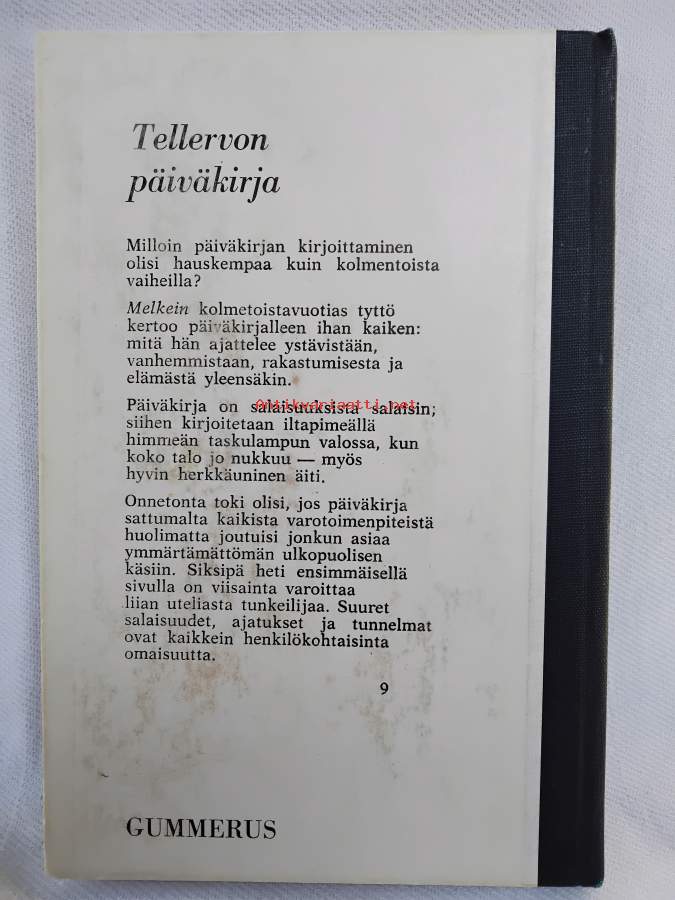 Tellervon
päiväkirja
Milloin päiväkirjan kirjoittaminen
olisi hauskempaa kuin kolmentoista
vaiheilla?
Melkein kolmetoistavuotias tyttö
kertoo päiväkirjalleen ihan kaiken:
mitä hän ajattelee ystävistään,
vanhemmistaan, rakastumisesta ja
elämästä yleensäkin.
Antikvariaatti.net
Päiväkirja on salaisuuksista salaisin;
siihen kirjoitetaan iltapimeällä
himmeän taskulampun valossa, kun
koko talo jo nukkuu — myös
hyvin herkkäuninen äiti.
Onnetonta toki olisi, jos päiväkirja
sattumalta kaikista varotoimenpiteistä
huolimatta joutuisi jonkun asiaa
ymmärtämättömän ulkopuolisen
käsiin. Siksipä heti ensimmäisellä
sivulla on viisainta varoittaa
liian uteliasta tunkeilijaa. Suuret
salaisuudet, ajatukset ja tunnelmat
ovat kaikkein henkilökohtaisinta
omaisuutta.
9
GUMMERUS